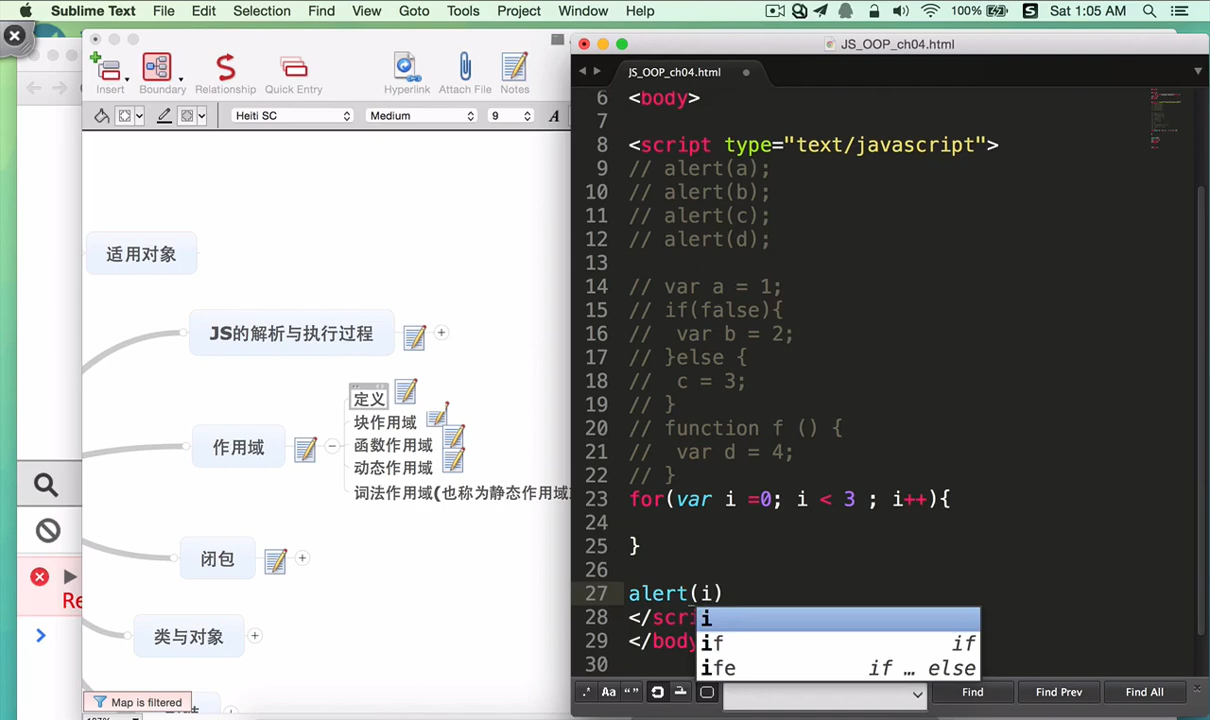 Sublime Text File Edit Selection Find View Goto Tools Project Window Help 100% Sat 1:05 AM
Insert Boundary Relationship Quick Entry Hyperlink Attach File Notes
Heiti SC Medium 9 A
适用对象
JS的解析与执行过程
作用域
定义
块作用域
函数作用域
动态作用域
词法作用域(也称为静态作用域
闭包
类与对象
Re
Map is filtered
JS_OOP_ch04.html
JS_OOP_ch04.html
6 <body>
7
8 <script type="text/javascript">
9 // alert(a);
10 // alert(b);
11 // alert(c);
12 // alert(d);
13
14 // var a = 1;
15 // if(false){
16 // var b = 2;
17 // }else {
18 // c = 3;
19 // }
20 // function f () {
21 // var d = 4;
22 // }
23 for(var i =0; i < 3 ; i++){
24
25 }
26
27 alert(i)
28 </scri
29 </body
30
i
if if
ife if … else
.* Aa “” Find Find Prev Find All